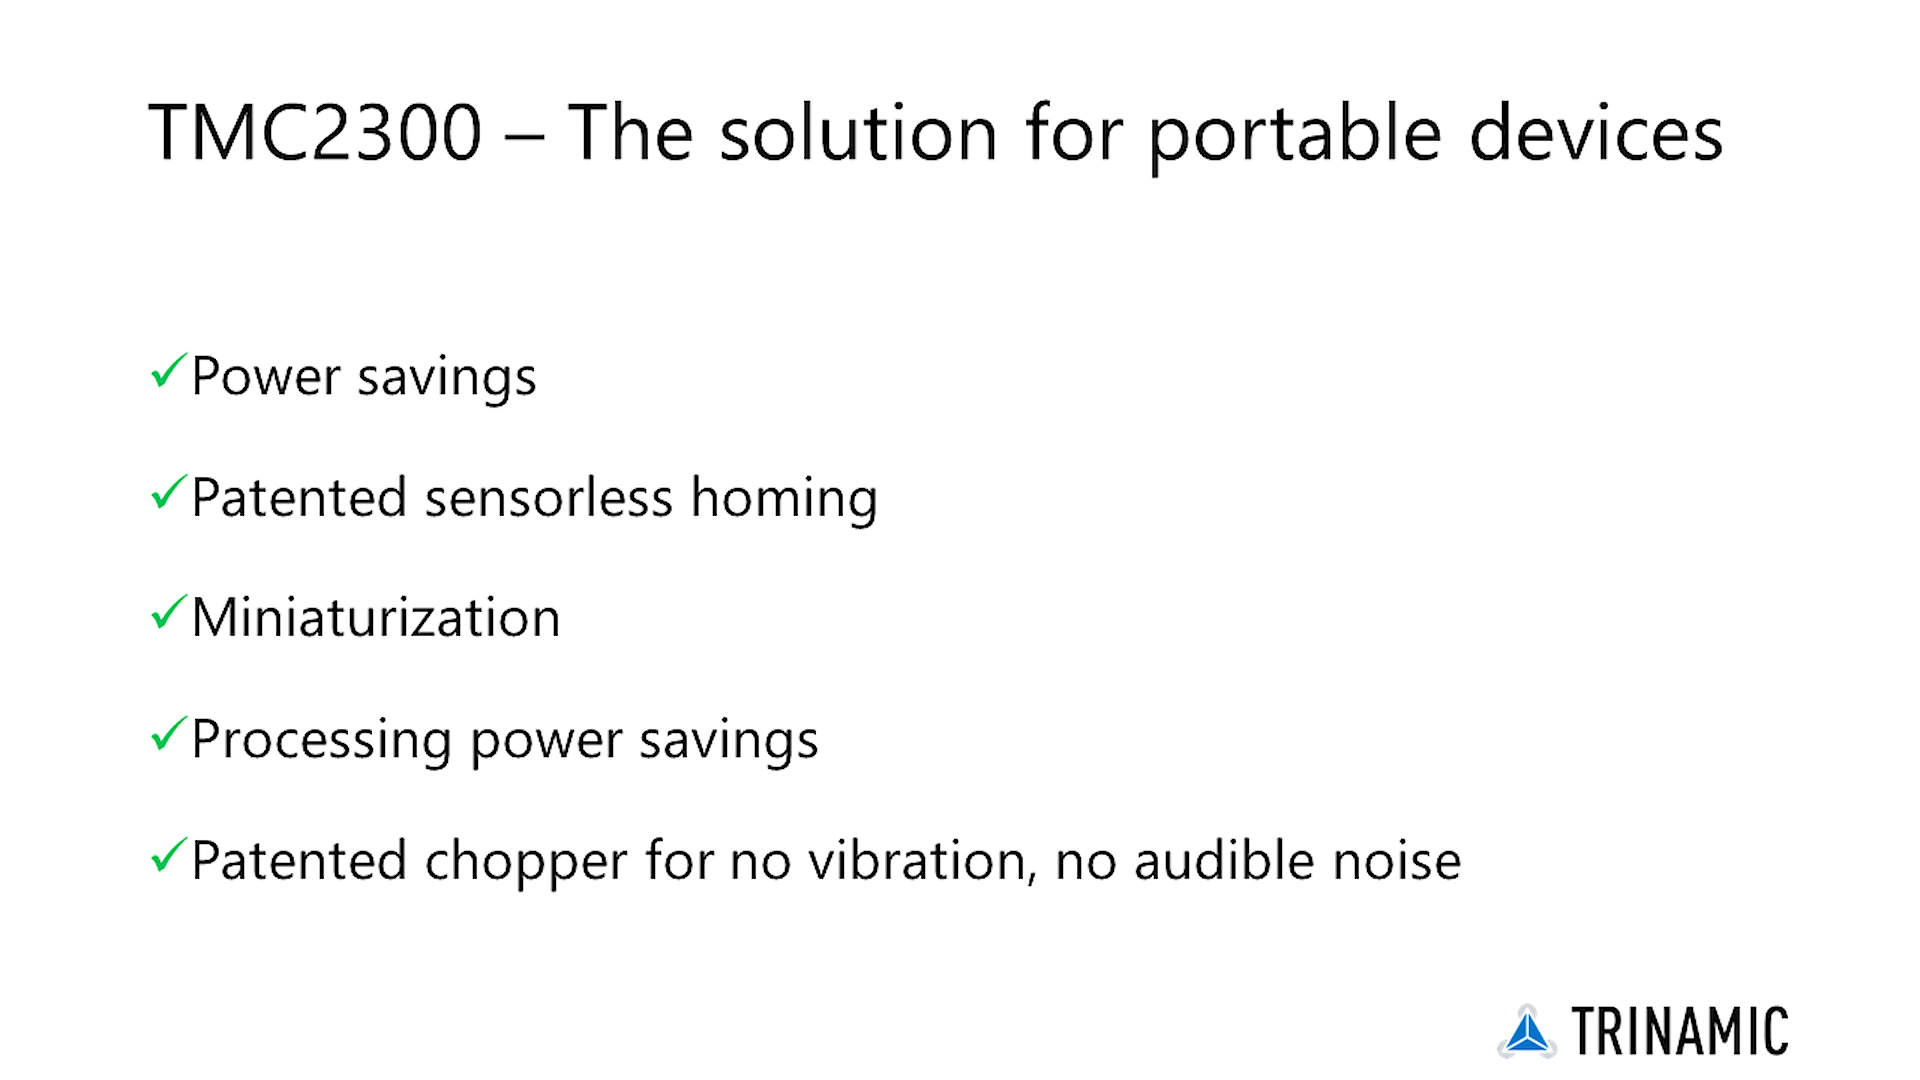 TMC2300 – The solution for portable devices
✓Power savings
✓Patented sensorless homing
✓Miniaturization
✓Processing power savings
✓Patented chopper for no vibration, no audible noise
TRINAMIC